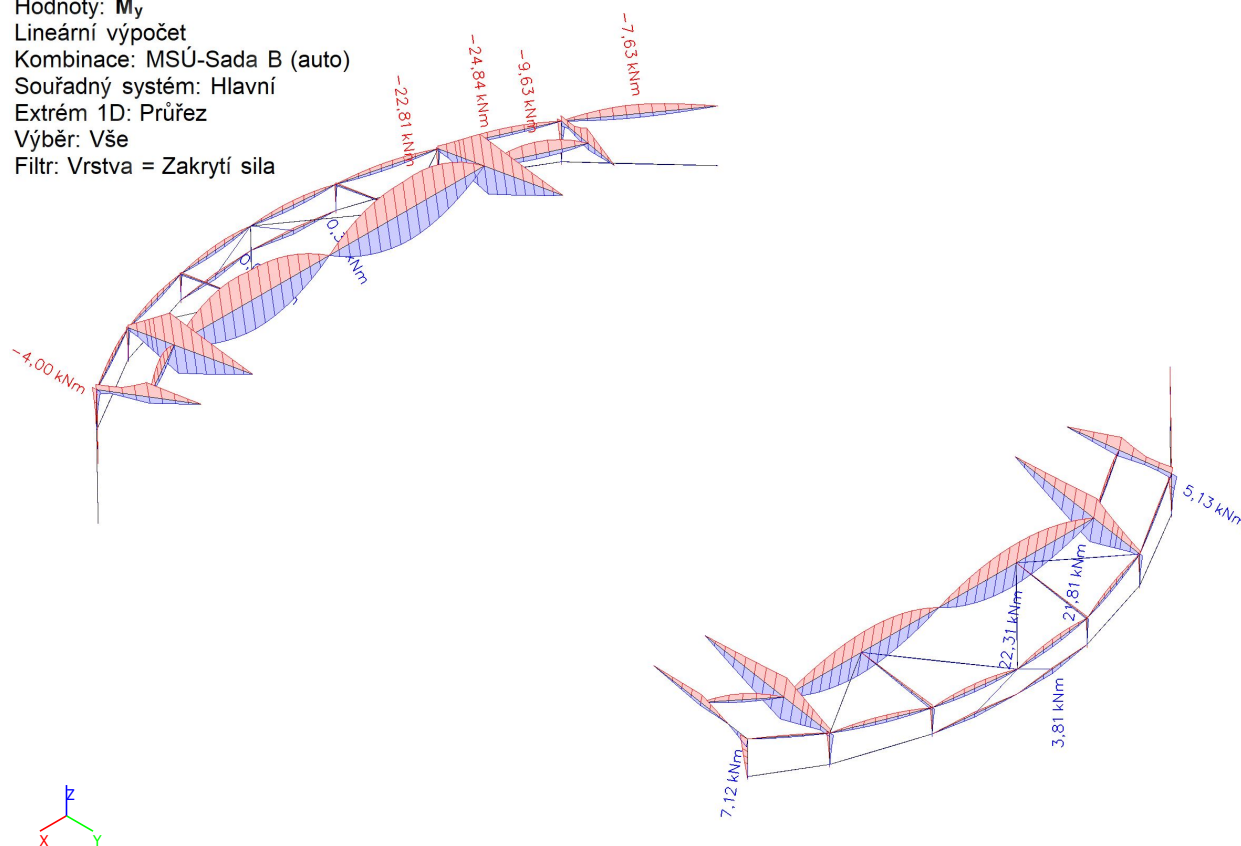 Hodnoty: My
Lineární výpočet
Kombinace: MSÚ-Sada B (auto)
Souřadný systém: Hlavní
Extrém 1D: Průřez
Výběr: Vše
Filtr: Vrstva = Zakrytí sila
-7,63 kNm
-24,84 kNm
-9,63 kNm
-22,81 kNm
-4,00 kNm
5,13 kNm
21,81 kNm
22,31 kNm
3,81 kNm
7,12 kNm
Z
X
Y